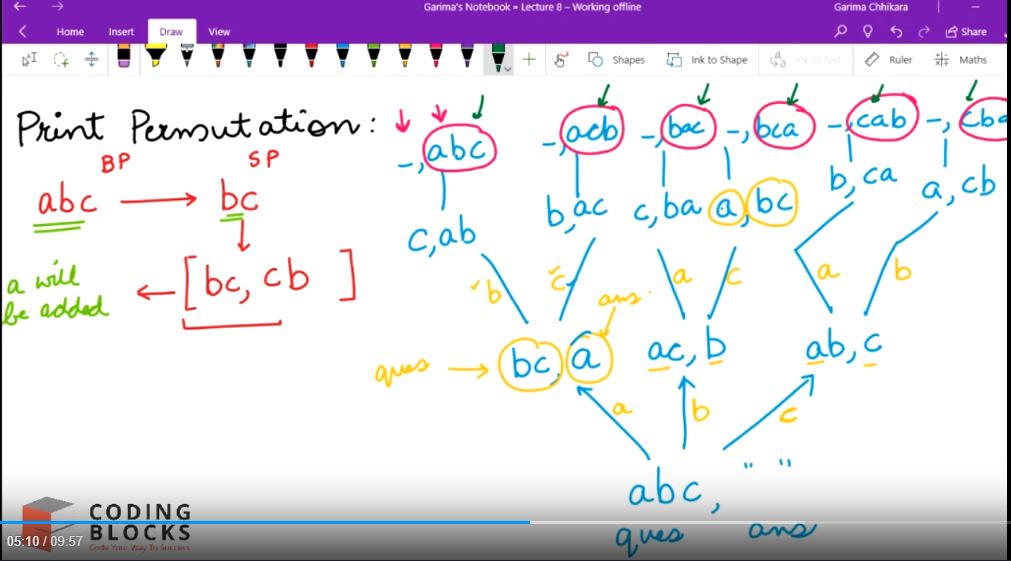 Garima's Notebook » Lecture 8 – Working offline
Garima Chhikara
Home Insert Draw View
Share
Shapes Ink to Shape Ink to Text Ruler Maths
Print Permutation:
BP SP
abc bc
[bc, cb]
a will
be added
-, abc -, acb -, bac -, bca -, cab -, cba
c, ab b, ac c, ba a, bc b, ca a, cb
b c a c a b
ans.
ques bc, a ac, b ab, c
a b c
abc, " "
ques ans
CODING
BLOCKS
Code Your Way To Success
05:10 / 09:57